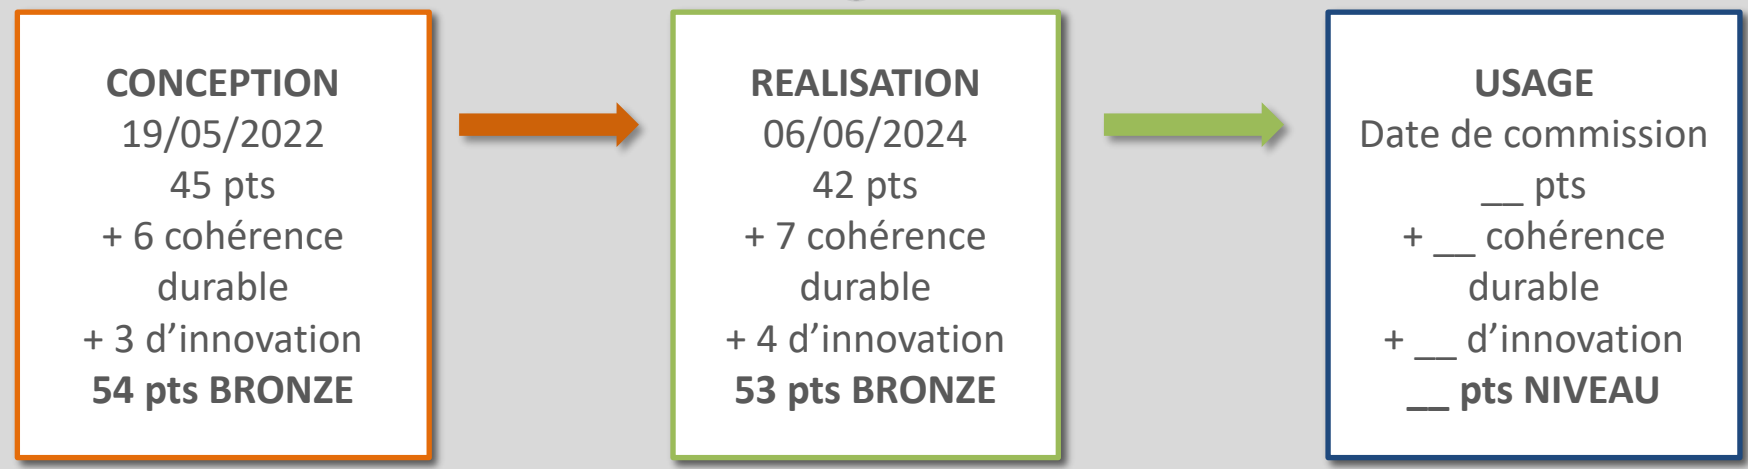 CONCEPTION
19/05/2022
45 pts
+ 6 cohérence
durable
+ 3 d’innovation
54 pts BRONZE
REALISATION
06/06/2024
42 pts
+ 7 cohérence
durable
+ 4 d’innovation
53 pts BRONZE
USAGE
Date de commission
__ pts
+ __ cohérence
durable
+ __ d’innovation
__ pts NIVEAU